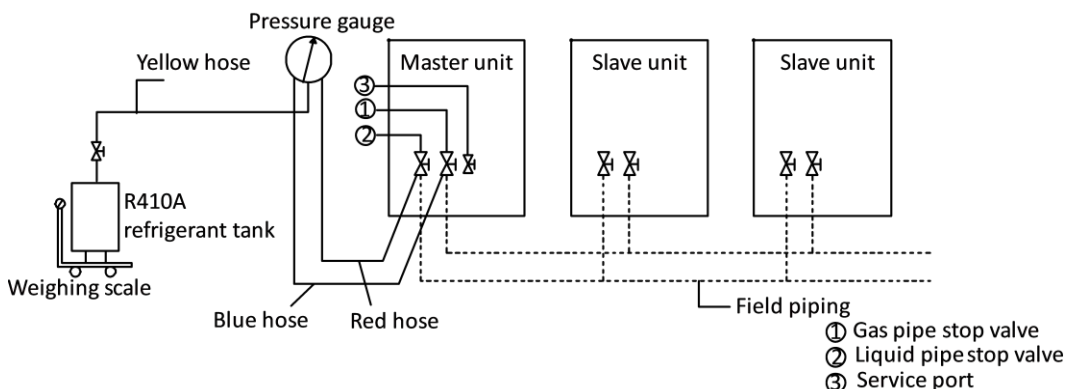 Pressure gauge
Yellow hose
Master unit
Slave unit
Slave unit
③
①
②
R410A
refrigerant tank
Weighing scale
Blue hose
Red hose
Field piping
① Gas pipe stop valve
② Liquid pipe stop valve
③ Service port